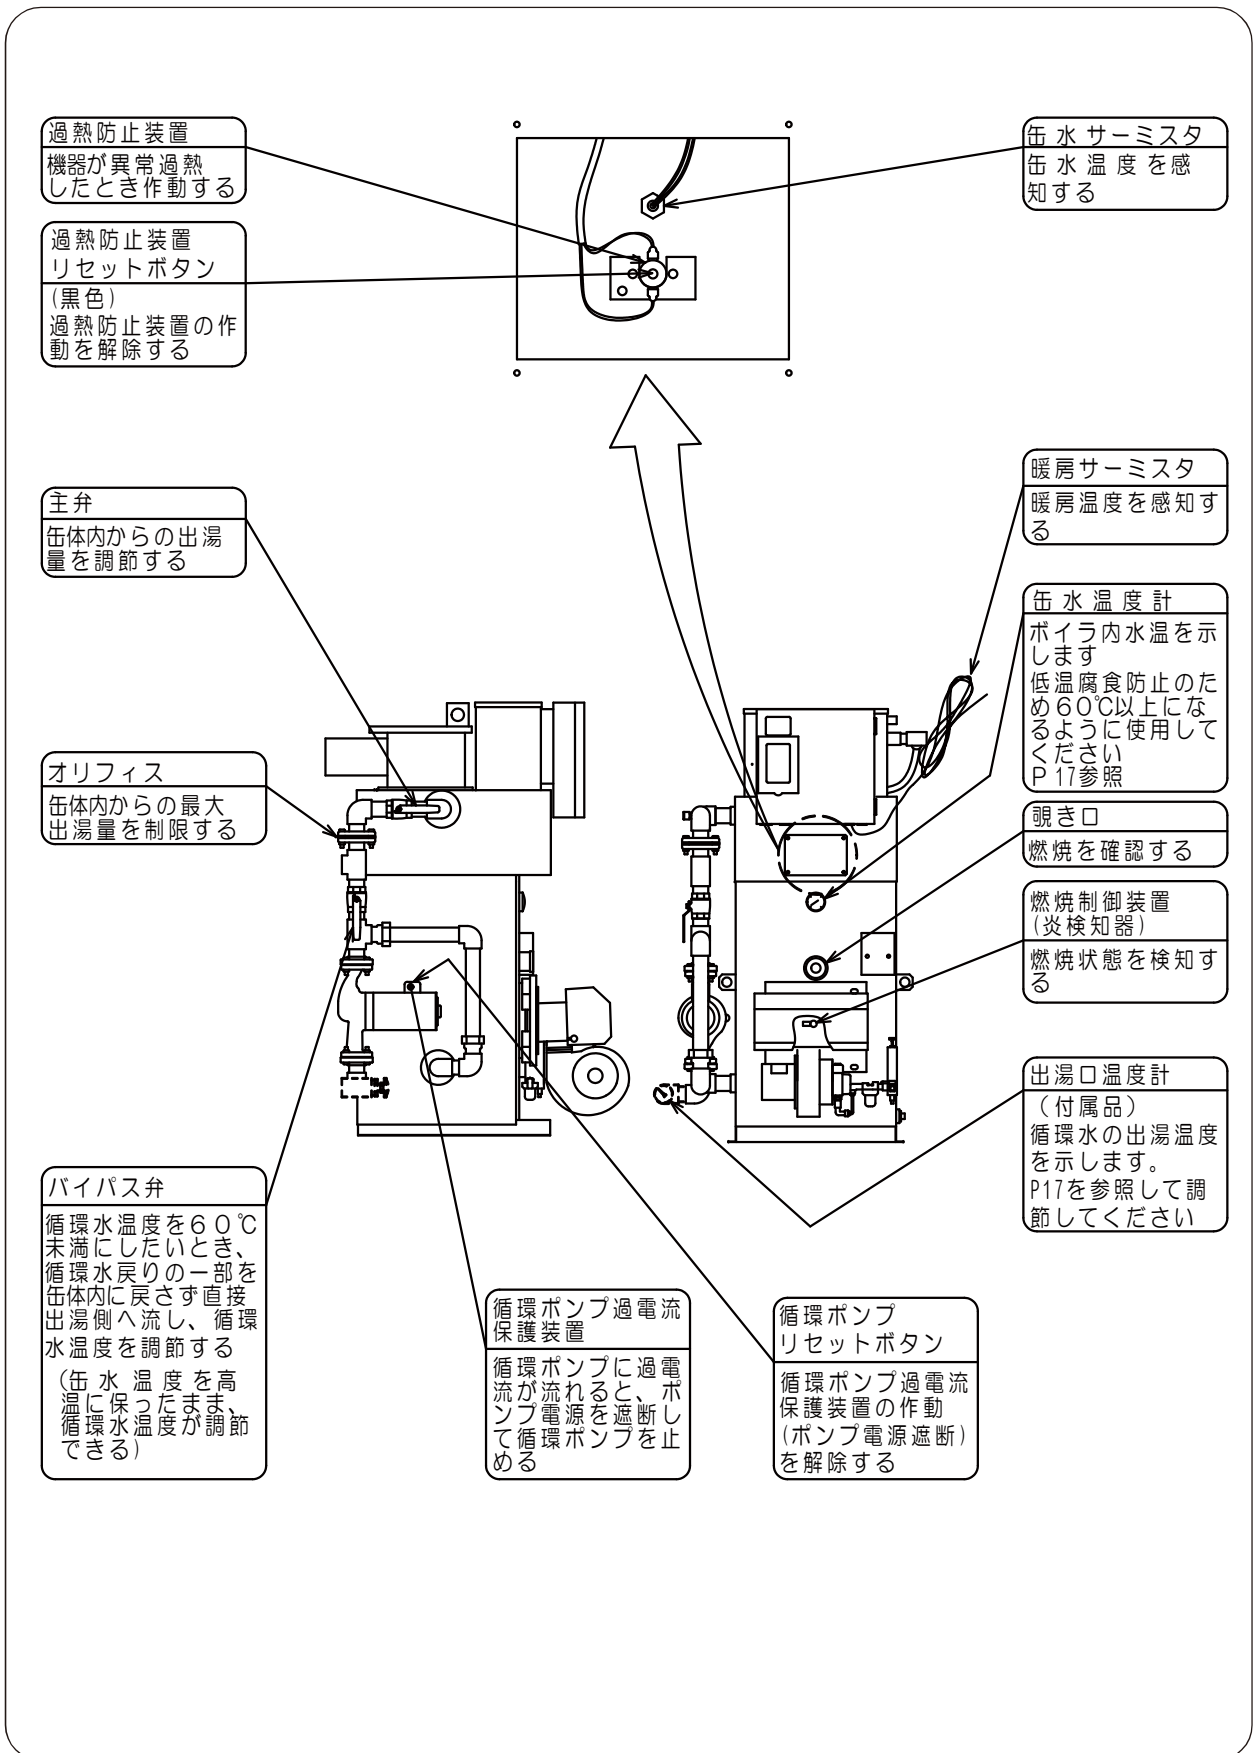 過熱防止装置
機器が異常過熱
したとき作動する
過熱防止装置
リセットボタン
(黒色)
過熱防止装置の作
動を解除する
缶水サーミスタ
缶水温度を感
知する
主弁
缶体内からの出湯
量を調節する
暖房サーミスタ
暖房温度を感知す
る
缶水温度計
ボイラ内水温を示
します
低温腐食防止のた
め60℃以上にな
るように使用して
ください
P17参照
オリフィス
缶体内からの最大
出湯量を制限する
覗き口
燃焼を確認する
燃焼制御装置
(炎検知器)
燃焼状態を検知す
る
出湯口温度計
(付属品)
循環水の出湯温度
を示します。
P17を参照して調
節してください
バイパス弁
循環水温度を60℃
未満にしたいとき、
循環水戻りの一部を
缶体内に戻さず直接
出湯側へ流し、循環
水温度を調節する
(缶水温度を高
温に保ったまま、
循環水温度が調節
できる)
循環ポンプ過電流
保護装置
循環ポンプに過電
流が流れると、ポ
ンプ電源を遮断し
て循環ポンプを止
める
循環ポンプ
リセットボタン
循環ポンプ過電流
保護装置の作動
(ポンプ電源遮断)
を解除する